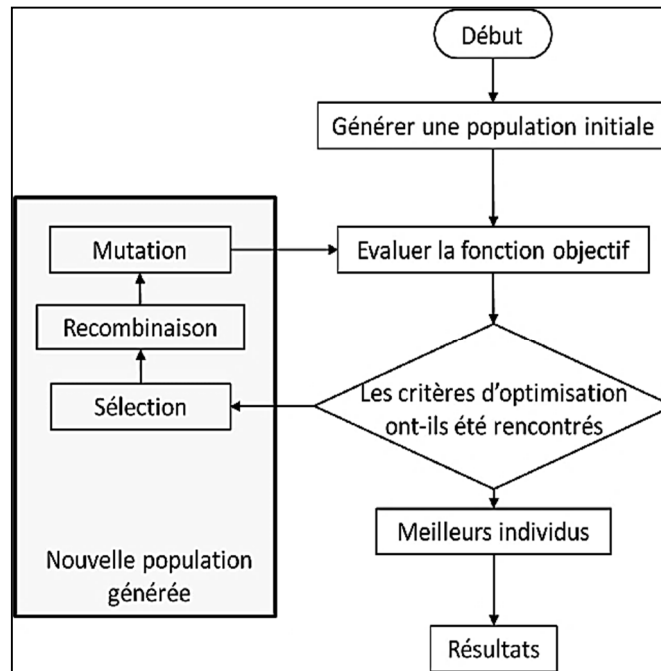 Début
Générer une population initiale
Evaluer la fonction objectif
Les critères d'optimisation
ont-ils été rencontrés
Sélection
Recombinaison
Mutation
Nouvelle population
générée
Meilleurs individus
Résultats